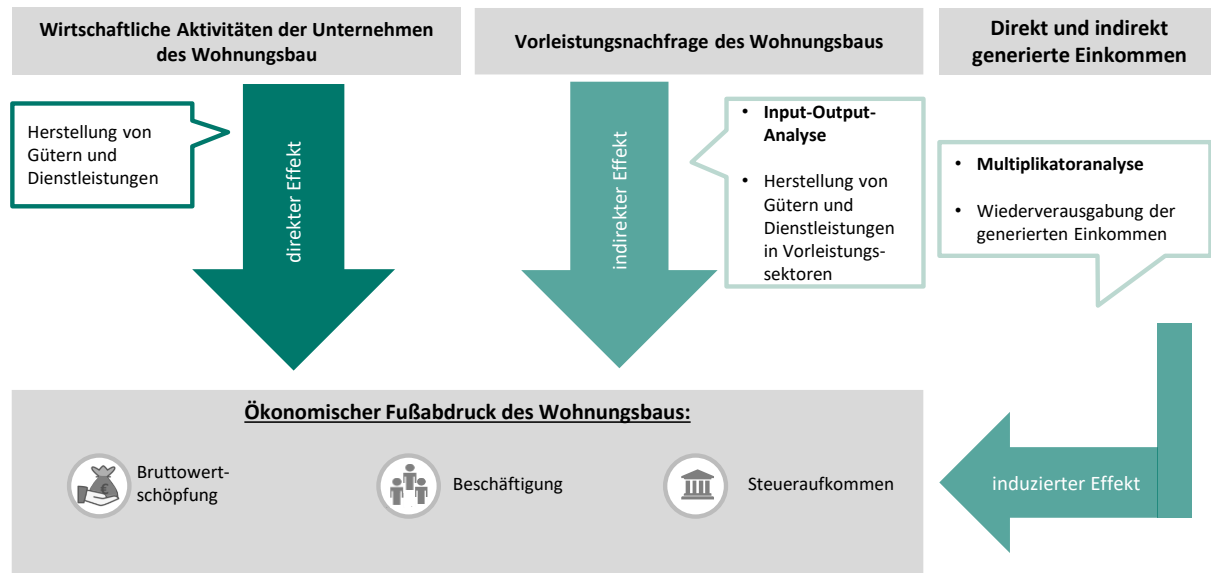 Wirtschaftliche Aktivitäten der Unternehmen
des Wohnungsbau
Vorleistungsnachfrage des Wohnungsbaus
Direkt und indirekt
generierte Einkommen
Herstellung von
Gütern und
Dienstleistungen
direkter Effekt
indirekter Effekt
• Input-Output-
Analyse
• Herstellung von
Gütern und
Dienstleistungen
in Vorleistungs-
sektoren
• Multiplikatoranalyse
• Wiederverausgabung der
generierten Einkommen
Ökonomischer Fußabdruck des Wohnungsbaus:
Bruttowert-
schöpfung
Beschäftigung
Steueraufkommen
induzierter Effekt